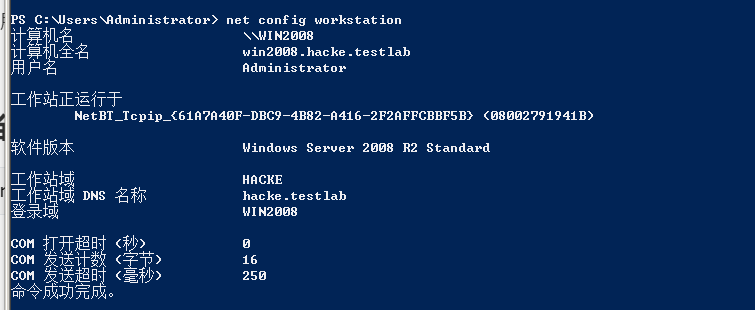 PS C:\Users\Administrator> net config workstation
计算机名 \\WIN2008
计算机全名 win2008.hacke.testlab
用户名 Administrator
工作站正运行于
NetBT_Tcpip_{61A7A40F-DBC9-4B82-A416-2F2AFFCBBF5B} (08002791941B)
软件版本 Windows Server 2008 R2 Standard
工作站域 HACKE
工作站域 DNS 名称 hacke.testlab
登录域 WIN2008
COM 打开超时 (秒) 0
COM 发送计数 (字节) 16
COM 发送超时 (毫秒) 250
命令成功完成。